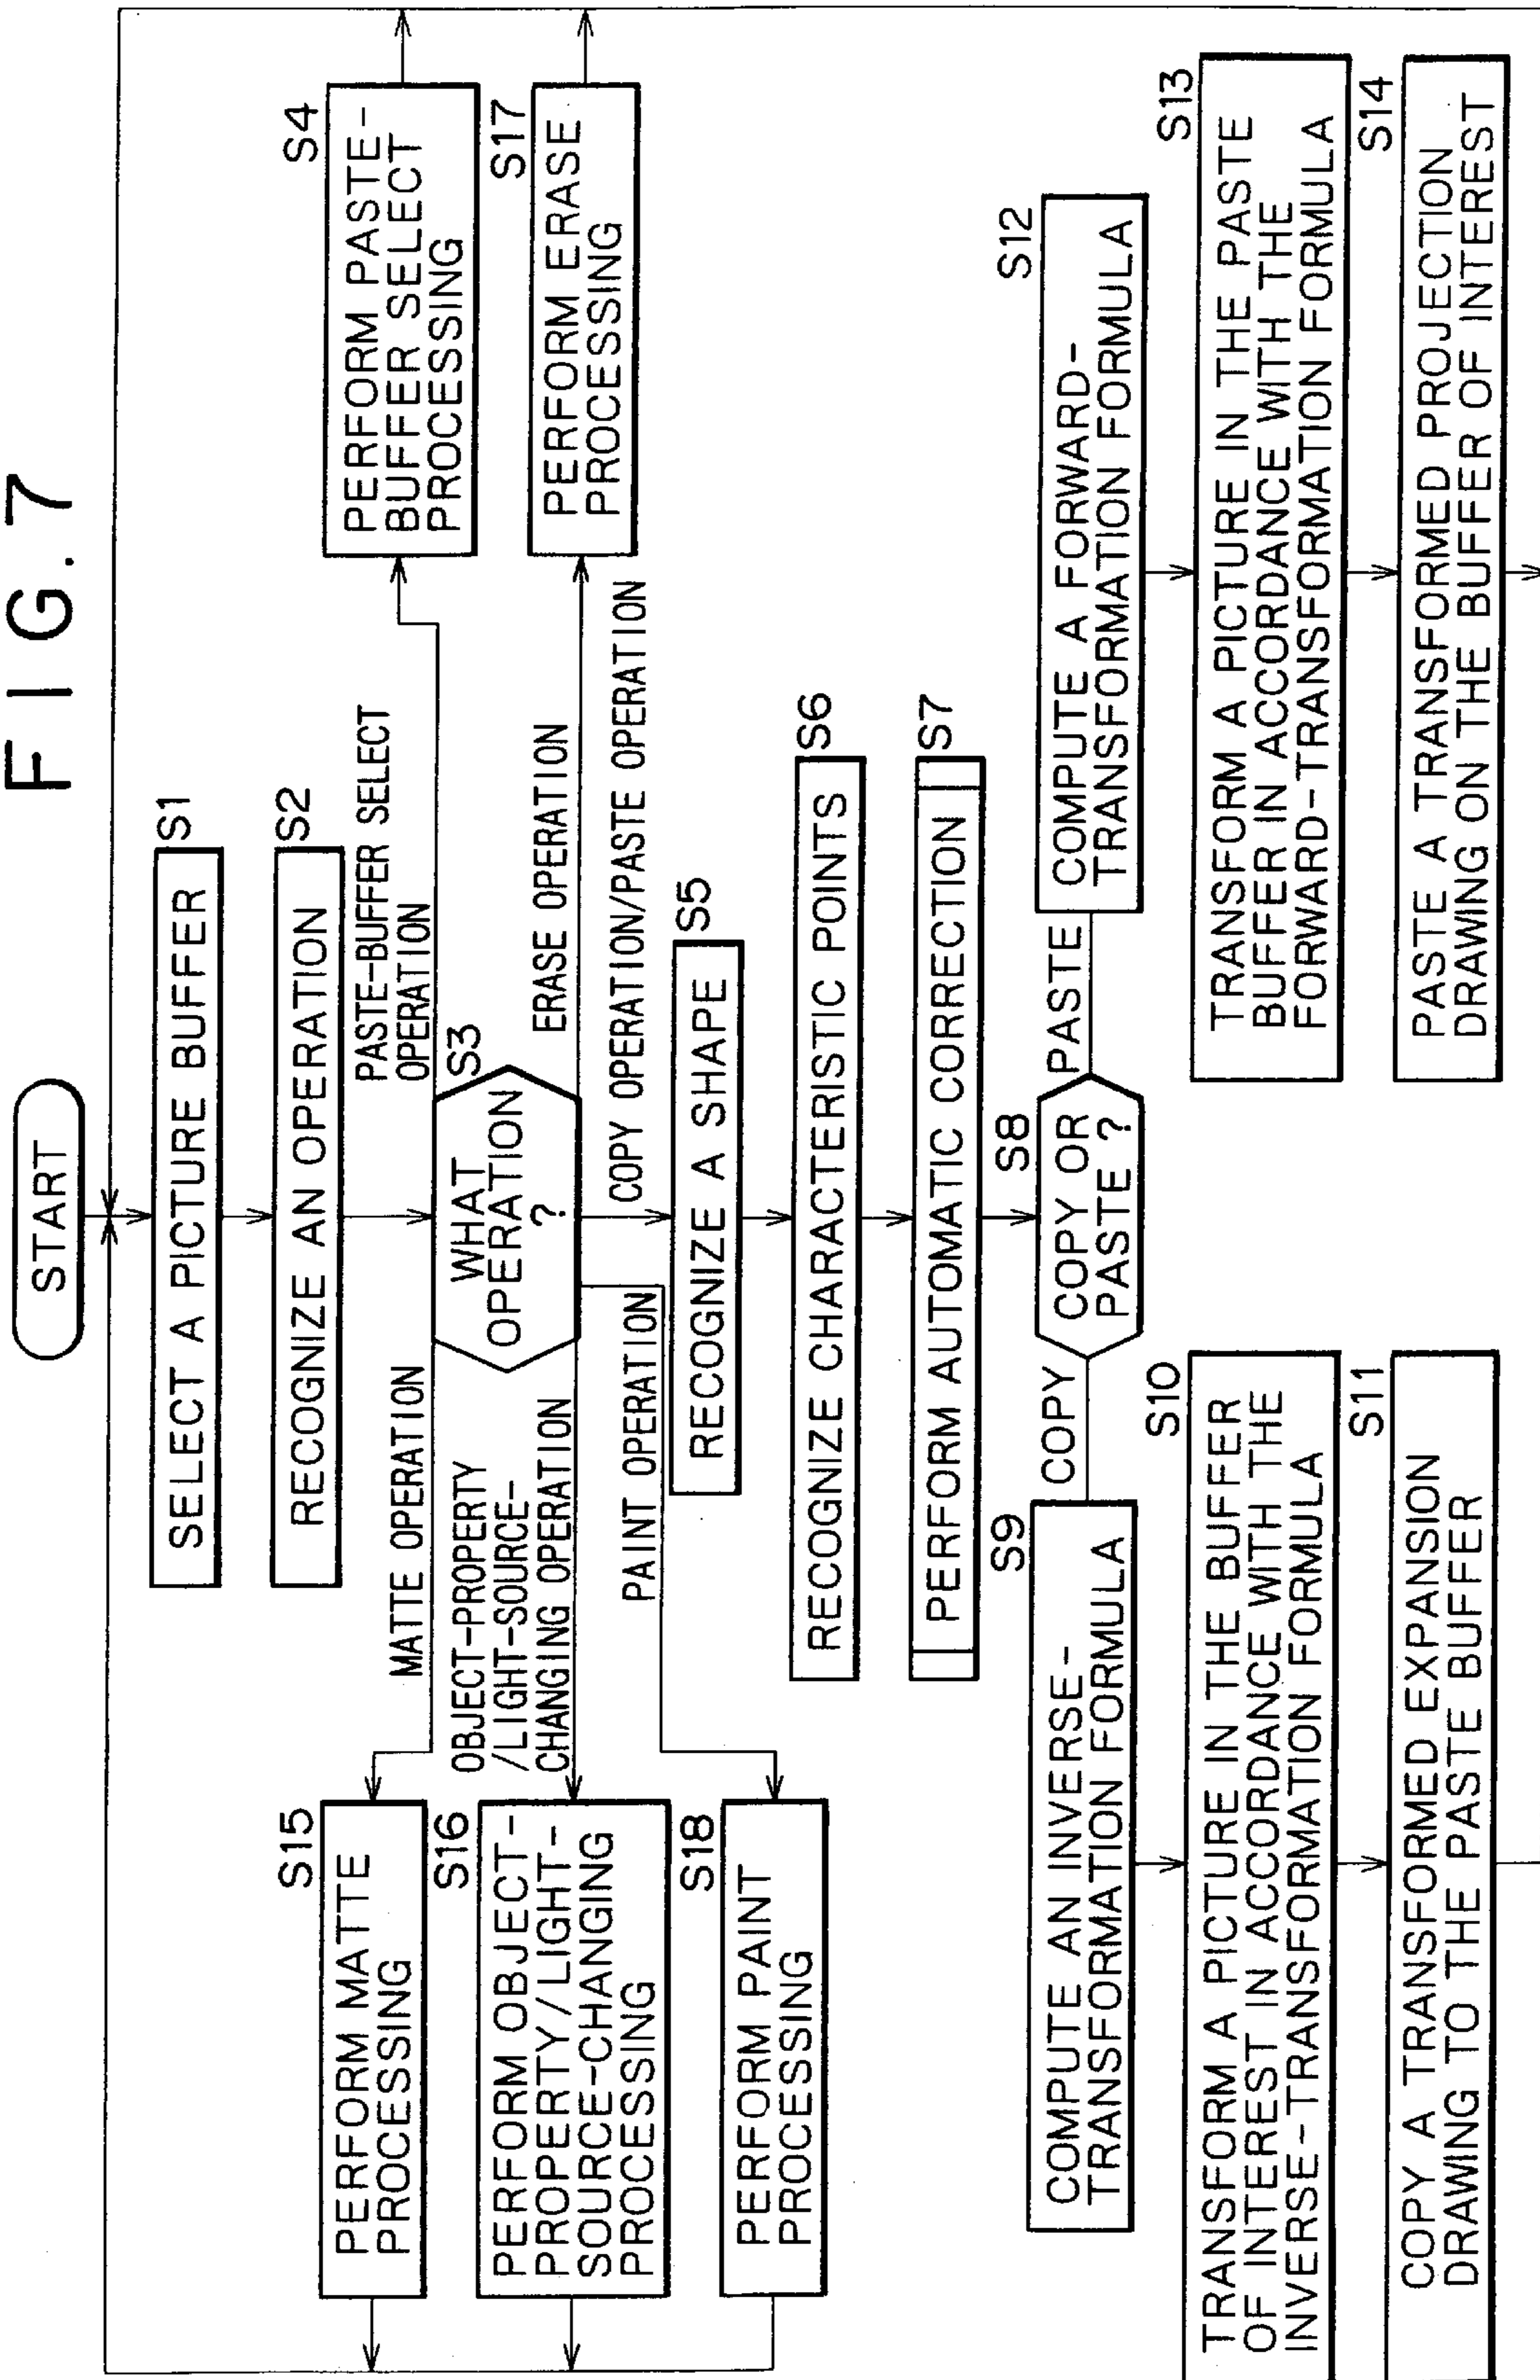 FIG.7
START
S1
SELECT A PICTURE BUFFER
S2
RECOGNIZE AN OPERATION
PASTE-BUFFER SELECT
OPERATION
S3
WHAT
OPERATION
?
MATTE OPERATION
S15
PERFORM MATTE
PROCESSING
OBJECT-PROPERTY
/LIGHT-SOURCE-
CHANGING OPERATION
S16
PERFORM OBJECT-
PROPERTY/LIGHT-
SOURCE-CHANGING
PROCESSING
PAINT OPERATION
S18
PERFORM PAINT
PROCESSING
S4
PERFORM PASTE-
BUFFER SELECT
PROCESSING
ERASE OPERATION
S17
PERFORM ERASE
PROCESSING
COPY OPERATION/PASTE OPERATION
S5
RECOGNIZE A SHAPE
S6
RECOGNIZE CHARACTERISTIC POINTS
S7
PERFORM AUTOMATIC CORRECTION
S8
COPY OR
PASTE ?
COPY
S9
COMPUTE AN INVERSE-
TRANSFORMATION FORMULA
S10
TRANSFORM A PICTURE IN THE BUFFER
OF INTEREST IN ACCORDANCE WITH THE
INVERSE-TRANSFORMATION FORMULA
S11
COPY A TRANSFORMED EXPANSION
DRAWING TO THE PASTE BUFFER
PASTE
S12
COMPUTE A FORWARD-
TRANSFORMATION FORMULA
S13
TRANSFORM A PICTURE IN THE PASTE
BUFFER IN ACCORDANCE WITH THE
FORWARD-TRANSFORMATION FORMULA
S14
PASTE A TRANSFORMED PROJECTION
DRAWING ON THE BUFFER OF INTEREST